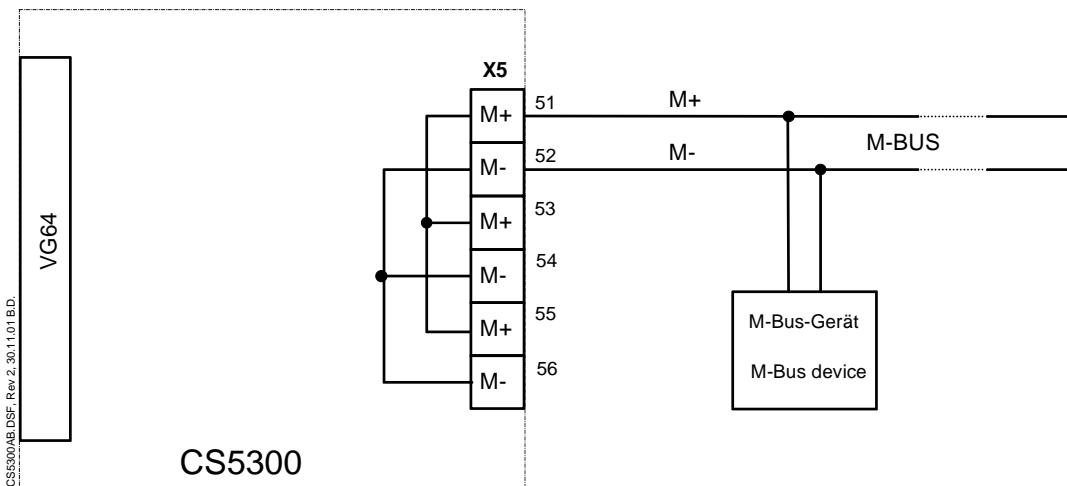 X5
M+ 51 M+
M-BUS
M- 52 M-
M+ 53
M- 54
M+ 55
M- 56
VG64
M-Bus-Gerät
M-Bus device
CS5300
CS5300AB.DSF, Rev 2, 30.11.01 B.D.